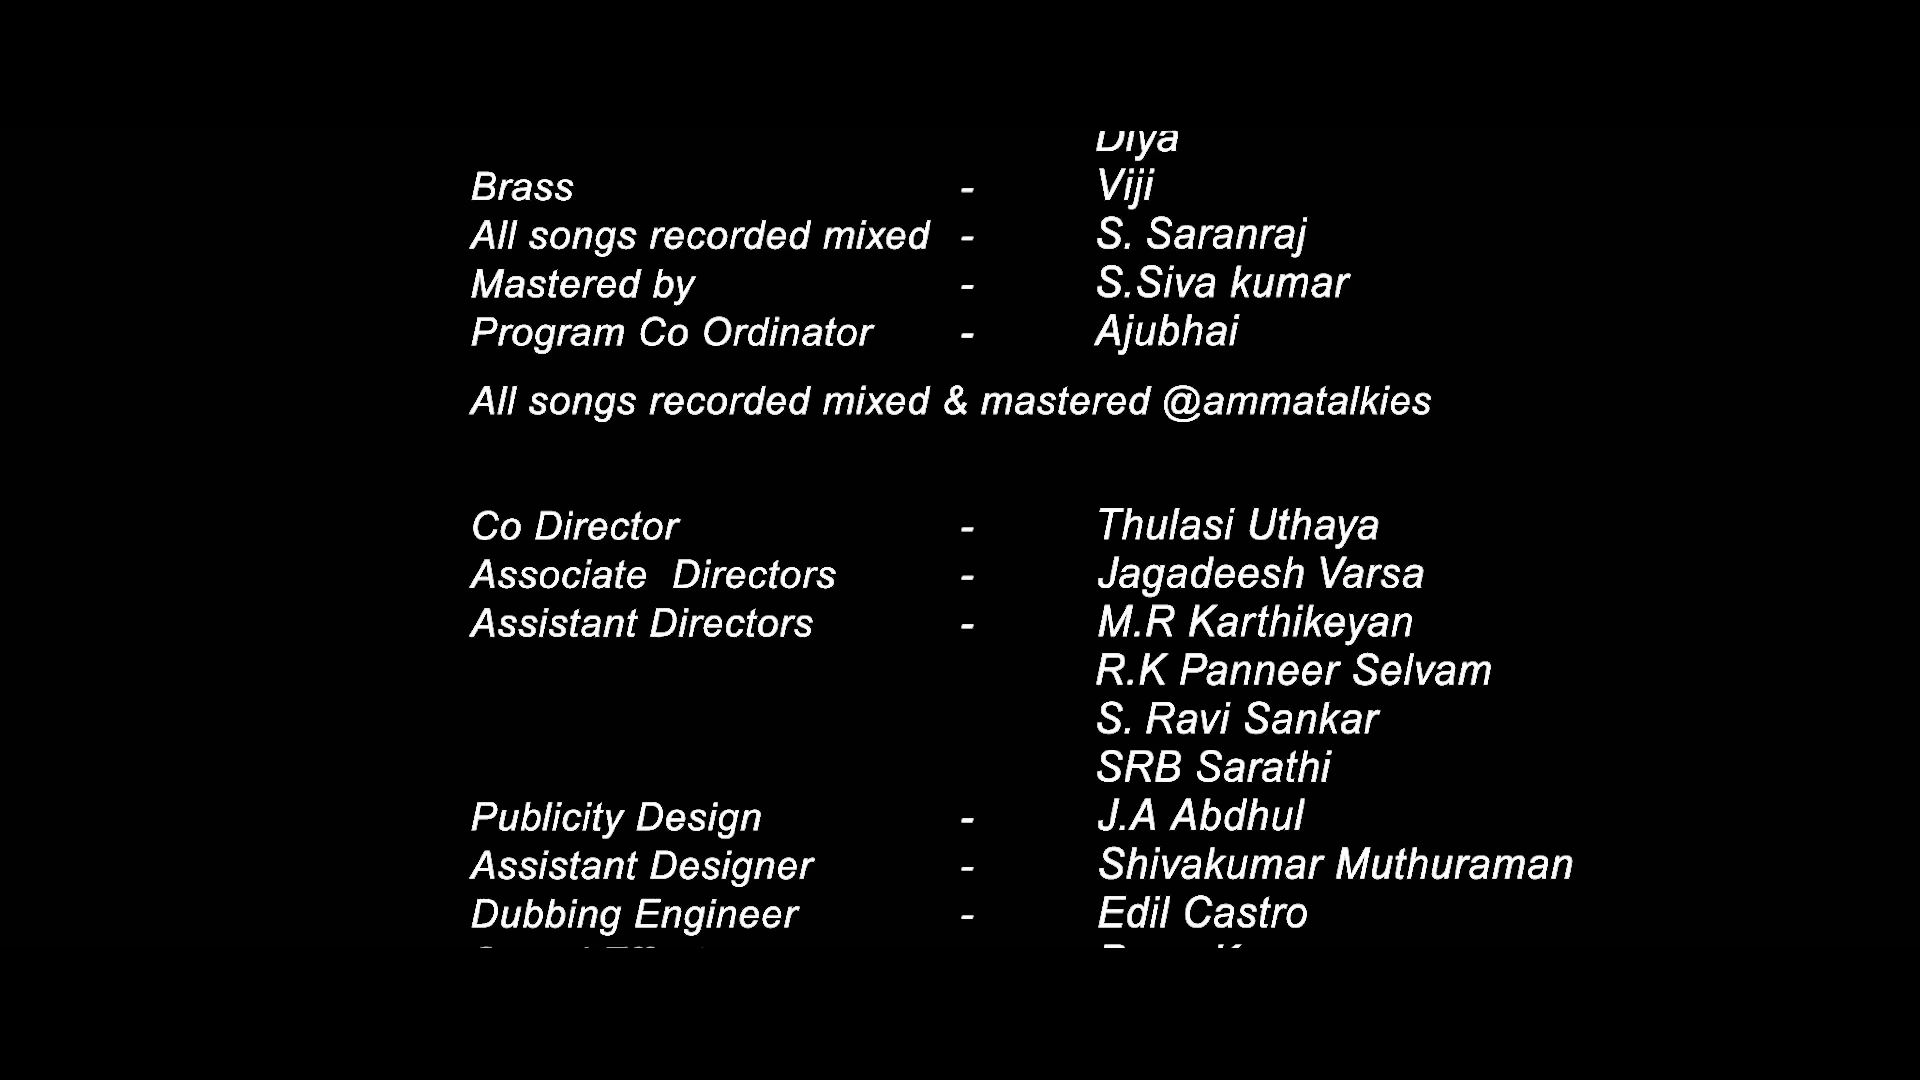 Diya
Brass - Viji
All songs recorded mixed - S. Saranraj
Mastered by - S.Siva kumar
Program Co Ordinator - Ajubhai
All songs recorded mixed & mastered @ammatalkies
Co Director - Thulasi Uthaya
Associate Directors - Jagadeesh Varsa
Assistant Directors - M.R Karthikeyan
R.K Panneer Selvam
S. Ravi Sankar
SRB Sarathi
Publicity Design - J.A Abdhul
Assistant Designer - Shivakumar Muthuraman
Dubbing Engineer - Edil Castro